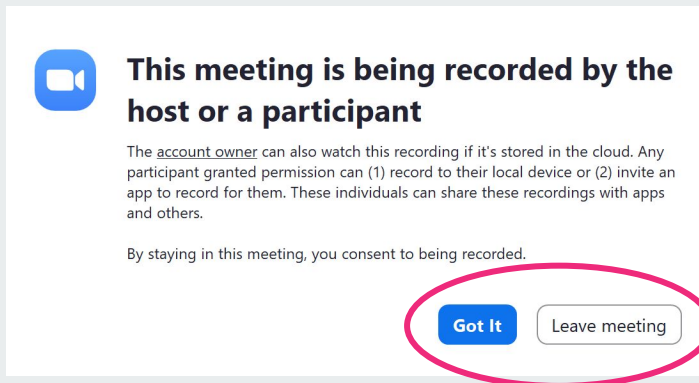 This meeting is being recorded by the
host or a participant
The account owner can also watch this recording if it's stored in the cloud. Any
participant granted permission can (1) record to their local device or (2) invite an
app to record for them. These individuals can share these recordings with apps
and others.
By staying in this meeting, you consent to being recorded.
Got It Leave meeting